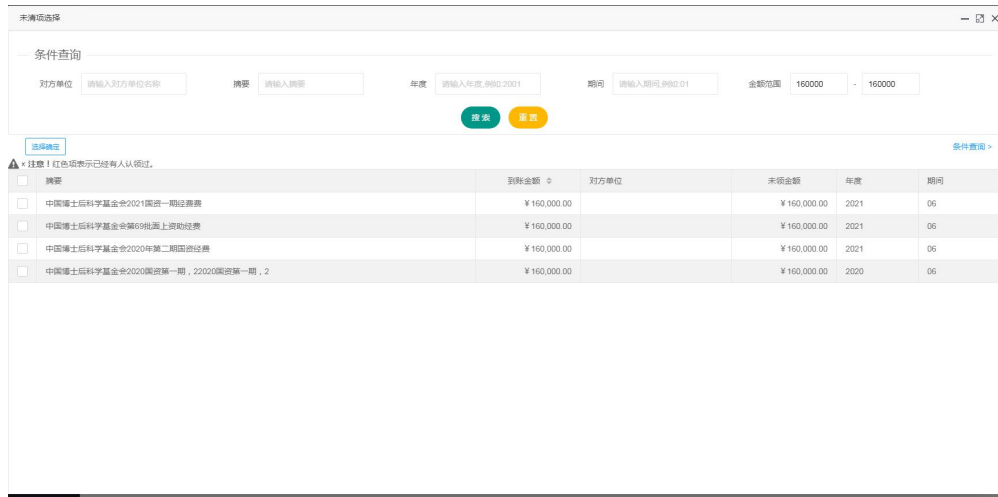 未清项选择
条件查询
对方单位 请输入对方单位名称 摘要 请输入摘要 年度 请输入年度,例如:2001 期间 请输入期间,例如:01 金额范围 160000 - 160000
搜索 重置
选择确定 条件查询 >
× 注意！红色项表示已经有人认领过。
摘要 到账金额 对方单位 未领金额 年度 期间
中国博士后科学基金会2021国资一期经费费 ¥ 160,000.00 ¥ 160,000.00 2021 06
中国博士后科学基金会第69批面上资助经费 ¥ 160,000.00 ¥ 160,000.00 2021 06
中国博士后科学基金会2020年第二期国资经费 ¥ 160,000.00 ¥ 160,000.00 2021 06
中国博士后科学基金会2020国资第一期，22020国资第一期，2 ¥ 160,000.00 ¥ 160,000.00 2020 06